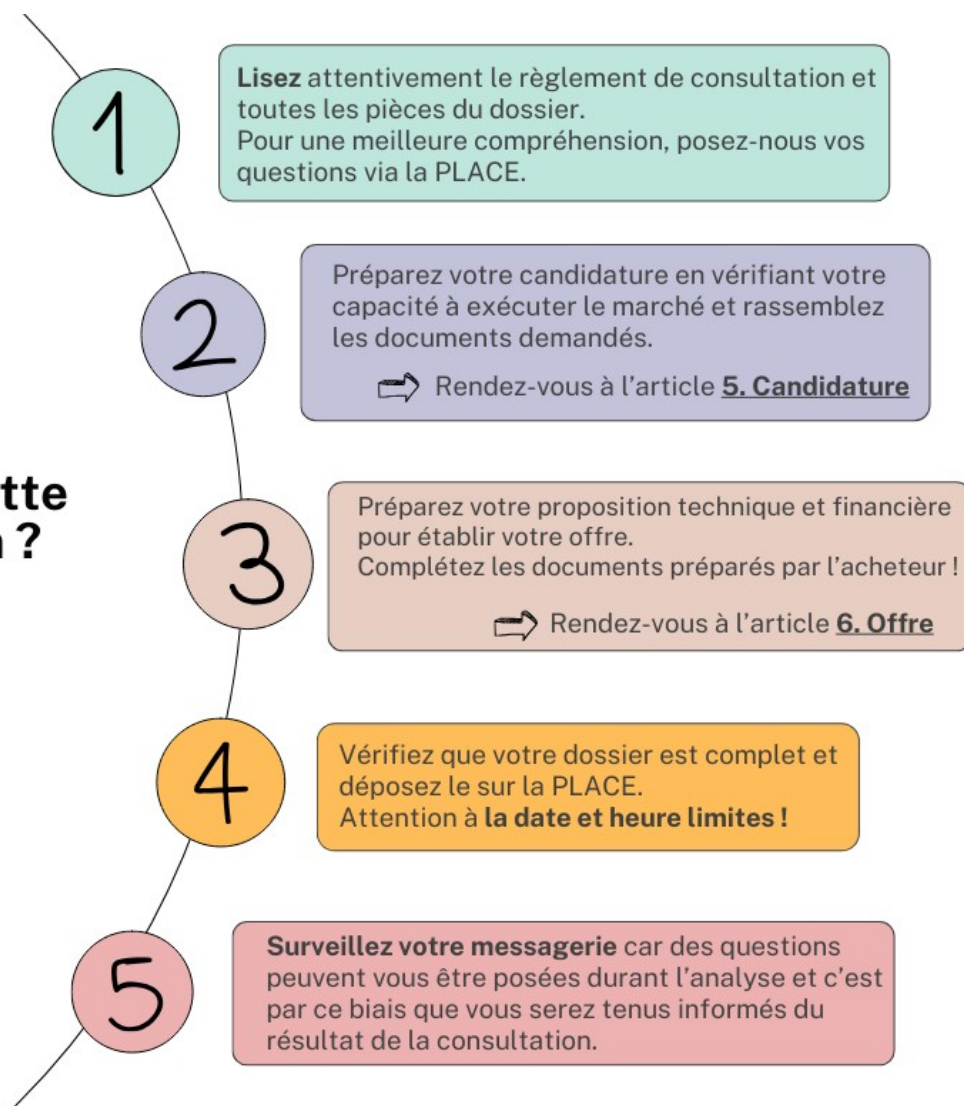 1
Lisez attentivement le règlement de consultation et
toutes les pièces du dossier.
Pour une meilleure compréhension, posez-nous vos
questions via la PLACE.
2
Préparez votre candidature en vérifiant votre
capacité à exécuter le marché et rassemblez
les documents demandés.
Rendez-vous à l'article 5. Candidature
tte
?
3
Préparez votre proposition technique et financière
pour établir votre offre.
Complétez les documents préparés par l'acheteur !
Rendez-vous à l'article 6. Offre
4
Vérifiez que votre dossier est complet et
déposez le sur la PLACE.
Attention à la date et heure limites !
5
Surveillez votre messagerie car des questions
peuvent vous être posées durant l'analyse et c'est
par ce biais que vous serez tenus informés du
résultat de la consultation.